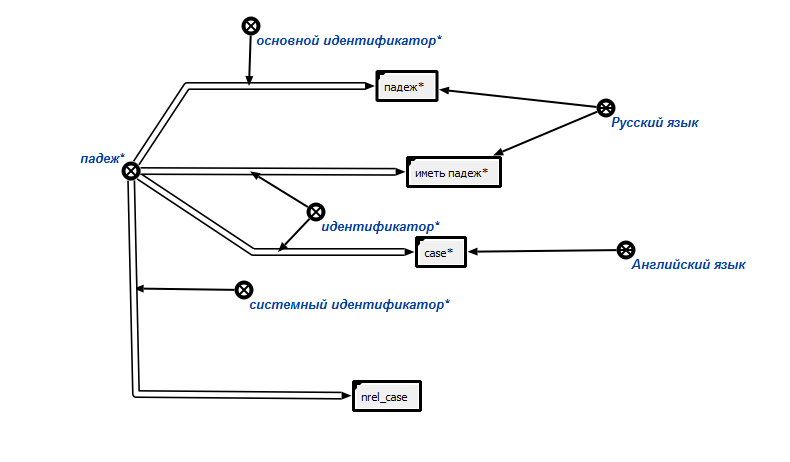 основной идентификатор*
падеж*
Русский язык
падеж*
иметь падеж*
идентификатор*
case*
Английский язык
системный идентификатор*
nrel_case